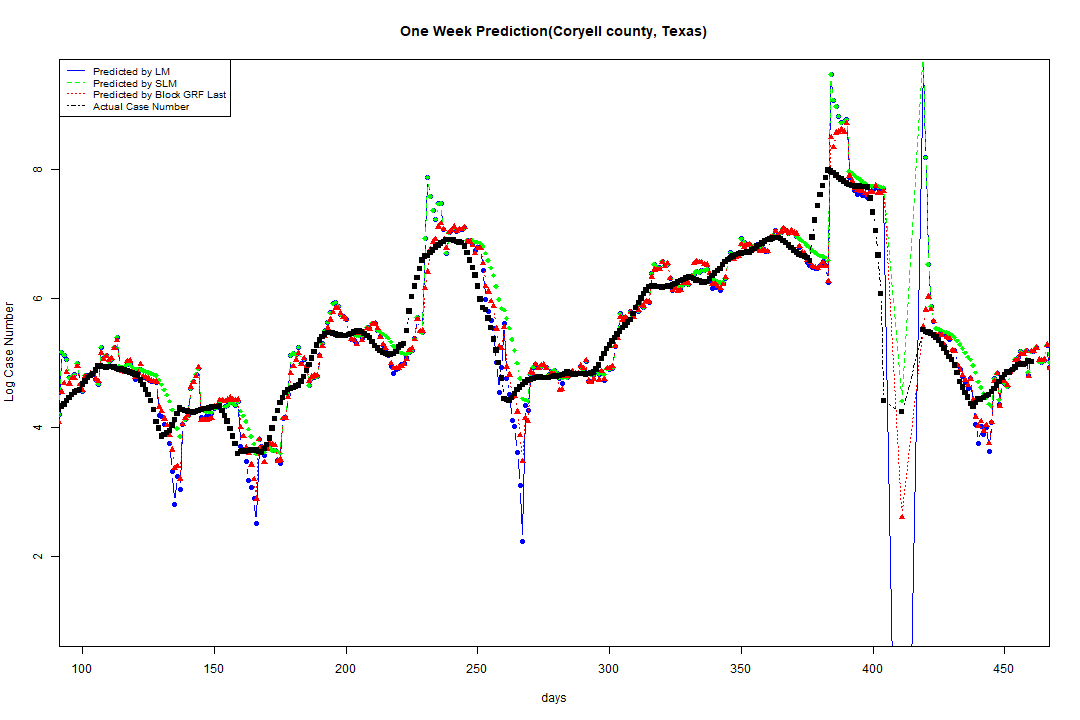 One Week Prediction(Coryell county, Texas)
Predicted by LM
Predicted by SLM
Predicted by Block GRF Last
Actual Case Number
Log Case Number
8
6
4
2
100 150 200 250 300 350 400 450
days